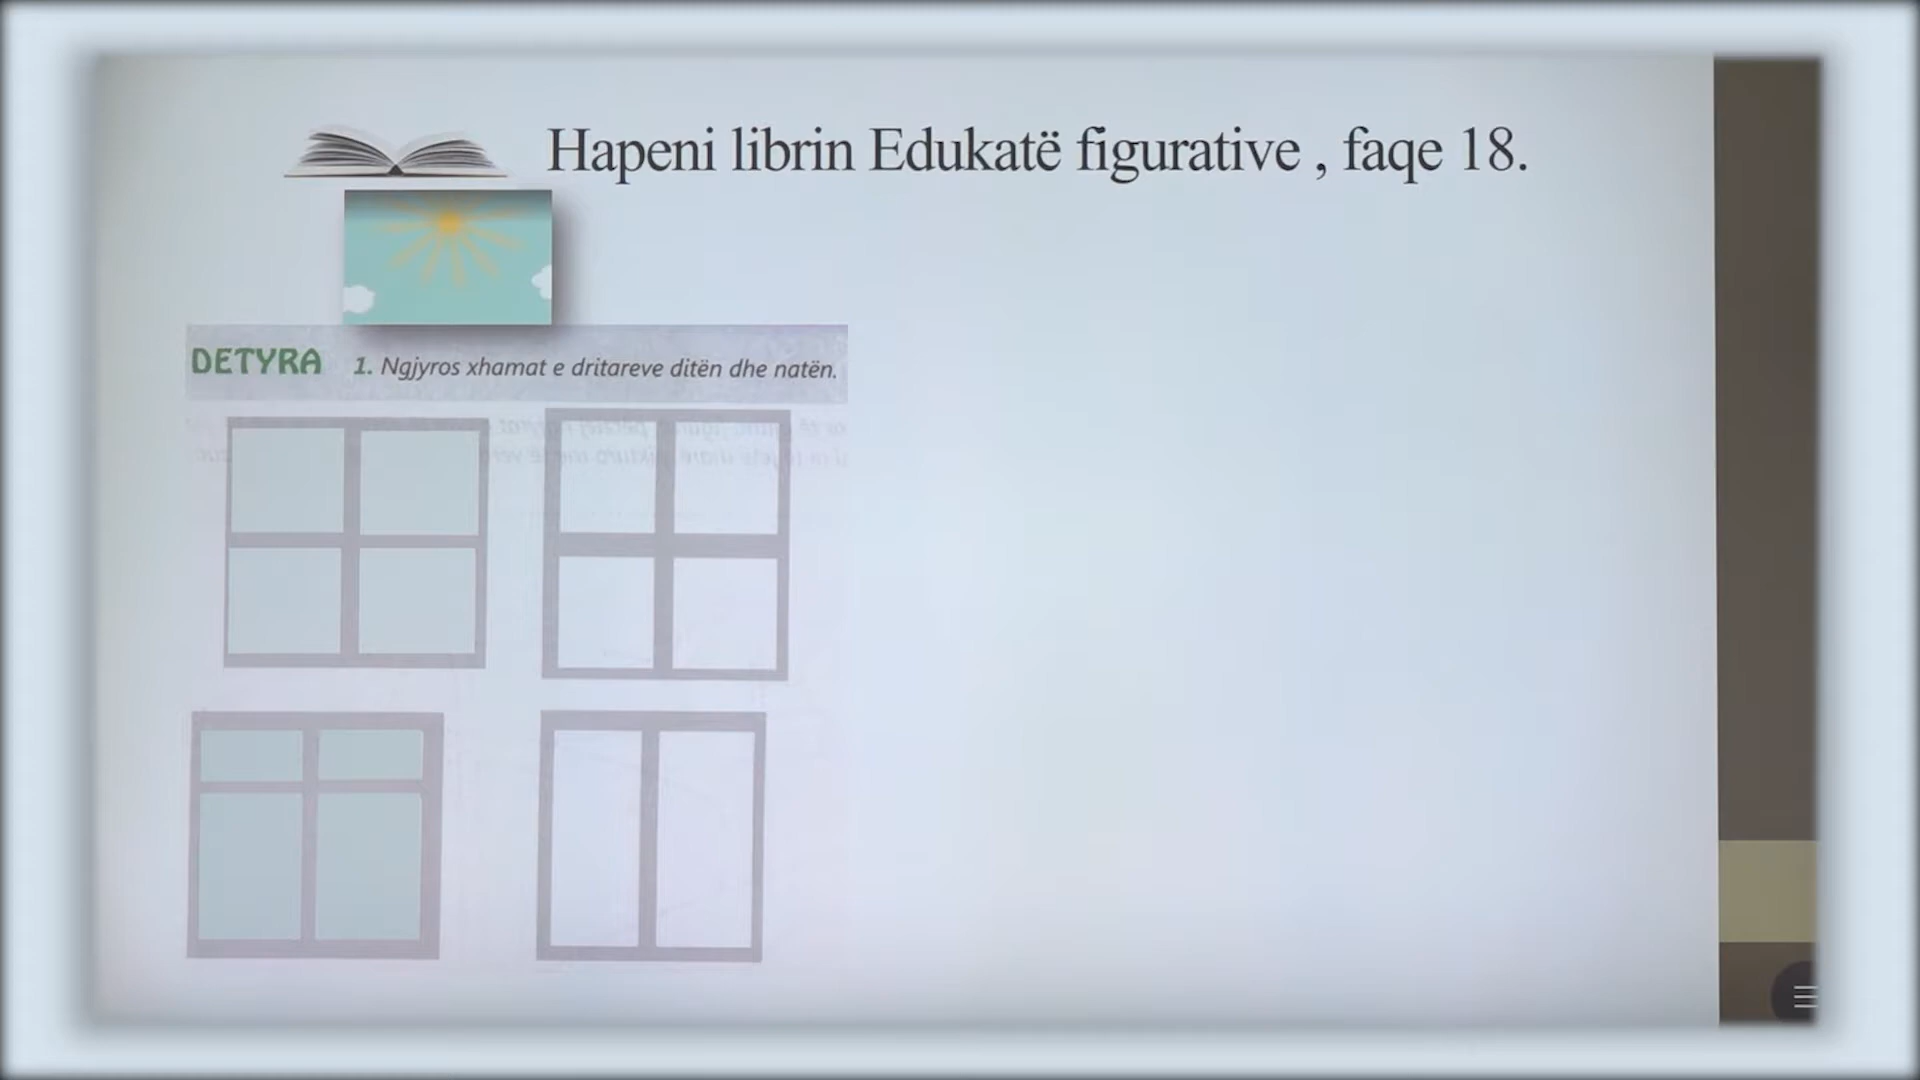 Hapeni librin Edukatë figurative , faqe 18.
DETYRA 1. Ngjyros xhamat e dritareve ditën dhe natën.